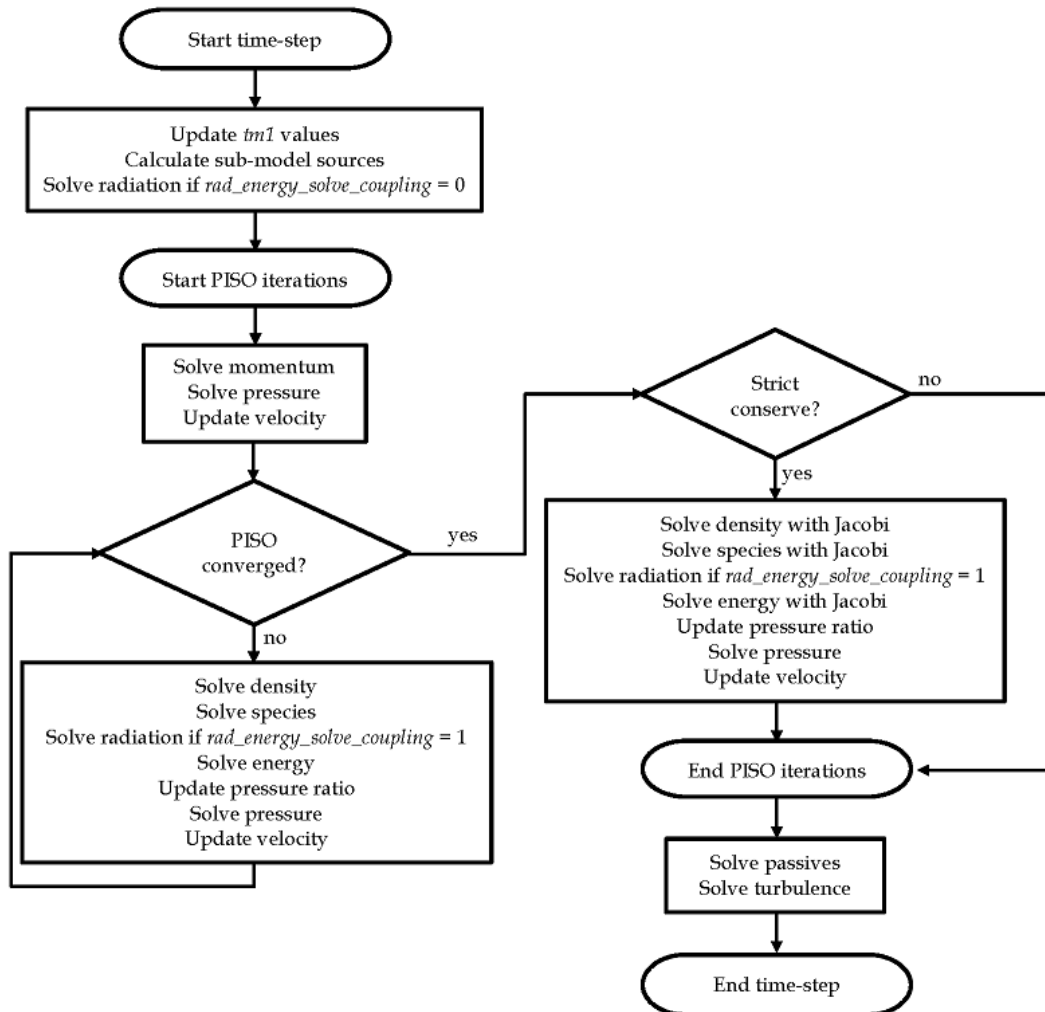 Start time-step
Update tm1 values
Calculate sub-model sources
Solve radiation if rad_energy_solve_coupling = 0
Start PISO iterations
Solve momentum
Solve pressure
Update velocity
PISO
converged?
yes
no
Solve density
Solve species
Solve radiation if rad_energy_solve_coupling = 1
Solve energy
Update pressure ratio
Solve pressure
Update velocity
Strict
conserve?
no
yes
Solve density with Jacobi
Solve species with Jacobi
Solve radiation if rad_energy_solve_coupling = 1
Solve energy with Jacobi
Update pressure ratio
Solve pressure
Update velocity
End PISO iterations
Solve passives
Solve turbulence
End time-step